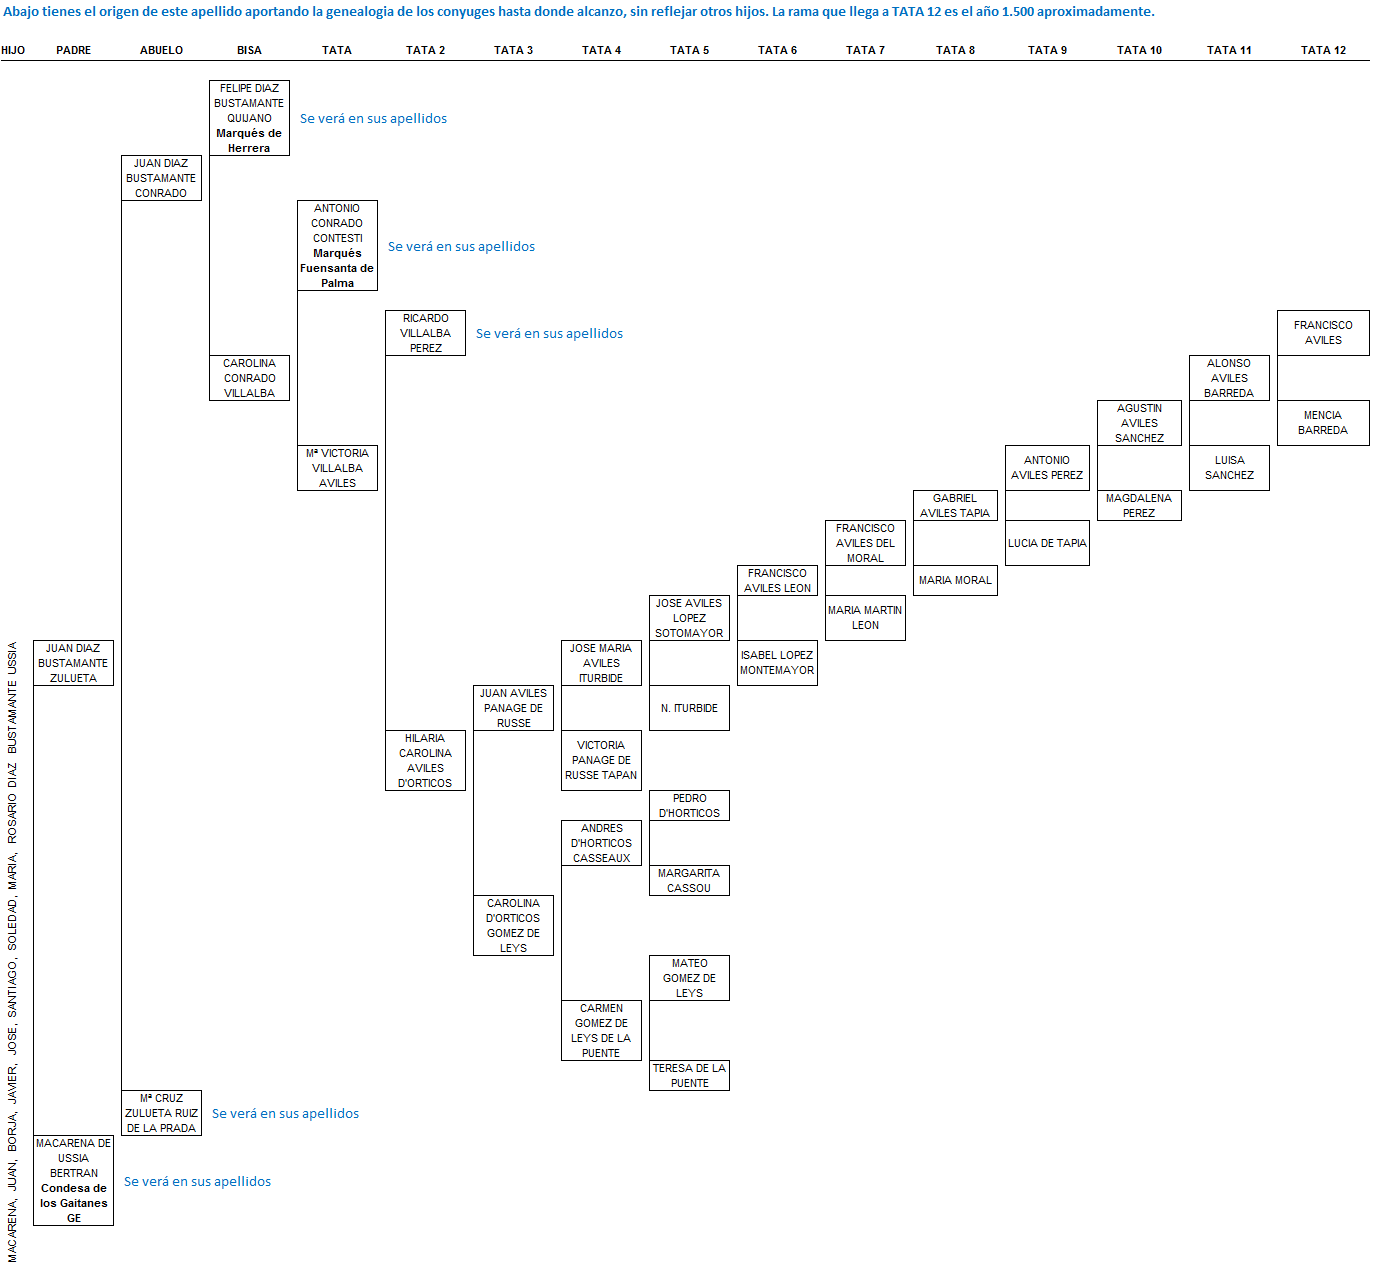 Abajo tienes el origen de este apellido aportando la genealogia de los conyuges hasta donde alcanzo, sin reflejar otros hijos. La rama que llega a TATA 12 es el año 1.500 aproximadamente.
HIJO PADRE ABUELO BISA TATA TATA 2 TATA 3 TATA 4 TATA 5 TATA 6 TATA 7 TATA 8 TATA 9 TATA 10 TATA 11 TATA 12
FELIPE DIAZ
BUSTAMANTE
QUIJANO
Marqués de
Herrera
Se verá en sus apellidos
JUAN DIAZ
BUSTAMANTE
CONRADO
ANTONIO
CONRADO
CONTESTI
Marqués
Fuensanta de
Palma
Se verá en sus apellidos
RICARDO
VILLALBA
PEREZ
Se verá en sus apellidos
FRANCISCO
AVILES
CAROLINA
CONRADO
VILLALBA
ALONSO
AVILES
BARREDA
AGUSTIN
AVILES
SANCHEZ
MENCIA
BARREDA
Mª VICTORIA
VILLALBA
AVILES
ANTONIO
AVILES PEREZ
LUISA
SANCHEZ
GABRIEL
AVILES TAPIA
MAGDALENA
PEREZ
FRANCISCO
AVILES DEL
MORAL
LUCIA DE TAPIA
FRANCISCO
AVILES LEON
MARIA MORAL
JOSE AVILES
LOPEZ
SOTOMAYOR
MARIA MARTIN
LEON
JUAN DIAZ
BUSTAMANTE
ZULUETA
JOSE MARIA
AVILES
ITURBIDE
ISABEL LOPEZ
MONTEMAYOR
JUAN AVILES
PANAGE DE
RUSSE
N. ITURBIDE
HILARIA
CAROLINA
AVILES
D'ORTICOS
VICTORIA
PANAGE DE
RUSSE TAPAN
PEDRO
D'HORTICOS
ANDRES
D'HORTICOS
CASSEAUX
MARGARITA
CASSOU
CAROLINA
D'ORTICOS
GOMEZ DE
LEYS
MATEO
GOMEZ DE
LEYS
CARMEN
GOMEZ DE
LEYS DE LA
PUENTE
TERESA DE LA
PUENTE
Mª CRUZ
ZULUETA RUIZ
DE LA PRADA
Se verá en sus apellidos
MACARENA DE
USSIA
BERTRAN
Condesa de
los Gaitanes
GE
Se verá en sus apellidos
MACARENA, JUAN, BORJA, JAVIER, JOSE, SANTIAGO, SOLEDAD, MARIA, ROSARIO DIAZ BUSTAMANTE USSIA